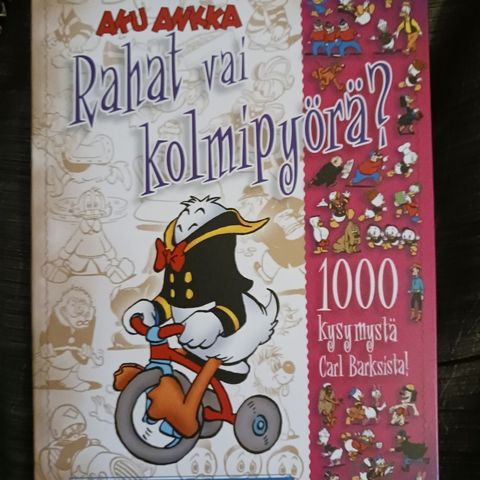 AKU ANKKA
Rahat vai
kolmipyörä?
1000
kysymystä
Carl Barksista!